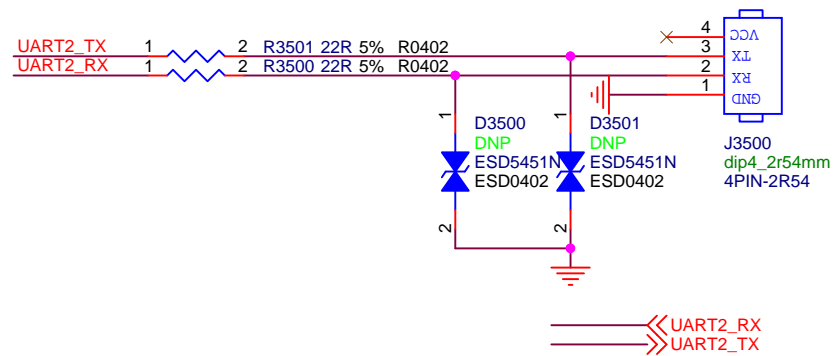 UART2_TX 1 2 R3501 22R 5% R0402
UART2_RX 1 2 R3500 22R 5% R0402
4 VCC
3 TX
2 RX
1 GND
J3500
dip4_2r54mm
4PIN-2R54
1 D3500
DNP
ESD5451N
ESD0402
2
1 D3501
DNP
ESD5451N
ESD0402
2
UART2_RX
UART2_TX